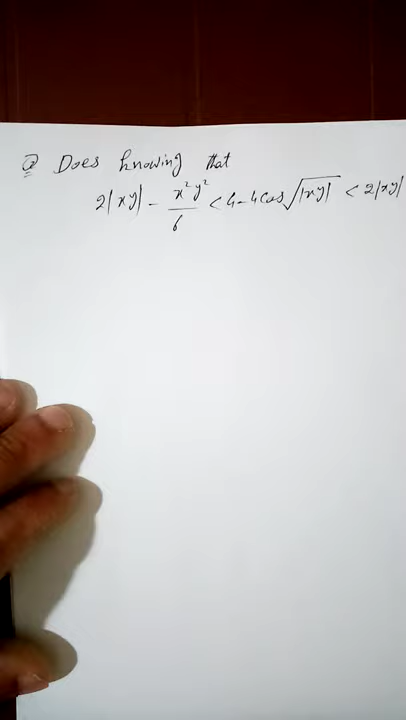 Q Does knowing that
2|xy| - x²y²/6 < 4-4cos√|xy| < 2|xy|